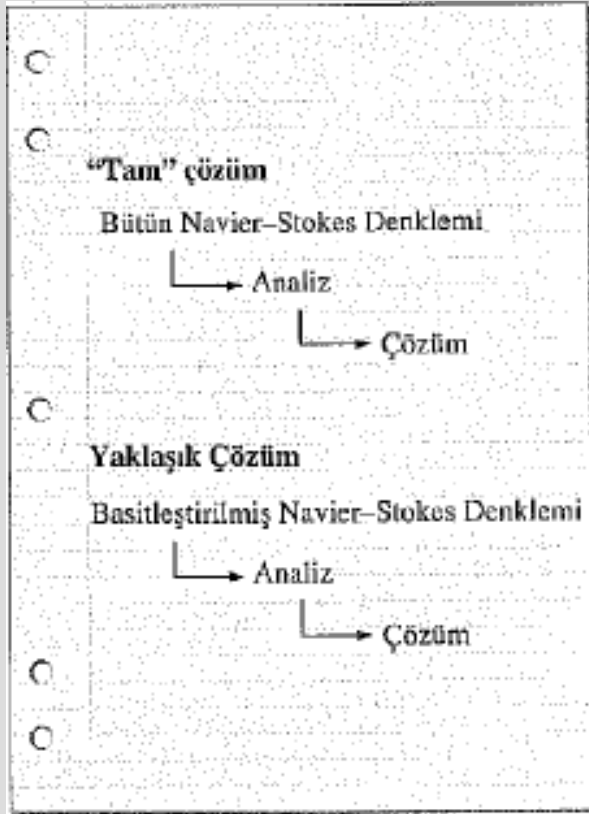 “Tam” çözüm
Bütün Navier–Stokes Denklemi
Analiz
Çözüm
Yaklaşık Çözüm
Basitleştirilmiş Navier–Stokes Denklemi
Analiz
Çözüm